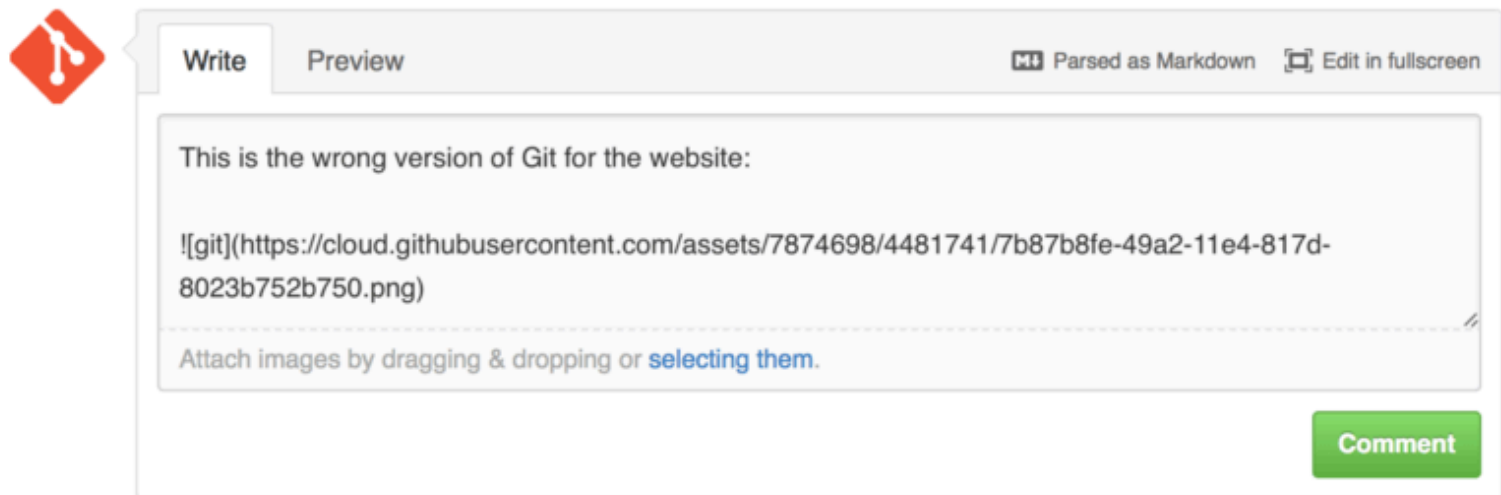 Write
Preview
Parsed as Markdown
Edit in fullscreen
This is the wrong version of Git for the website:
![git](https://cloud.githubusercontent.com/assets/7874698/4481741/7b87b8fe-49a2-11e4-817d-
8023b752b750.png)
Attach images by dragging & dropping or selecting them.
Comment